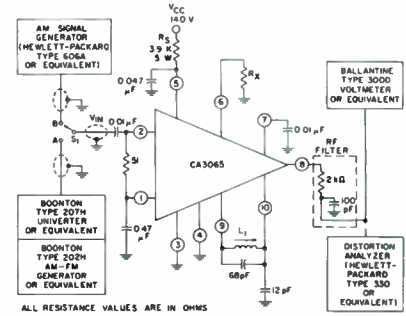 AM SIGNAL
GENERATOR
(HEWLETT-PACKARD
TYPE 606A
OR EQUIVALENT)
VCC
140 V
RS
3.9 K
5 W
0.047
μF
5
RX
6
7
0.01 μF
BALLANTINE
TYPE 300D
VOLTMETER
OR EQUIVALENT
B
S1
A
VIN
0.01 μF
2
51
1
0.47
μF
CA3065
8
RF
FILTER
2 kΩ
100
pF
3
4
9
10
L1
68pF
12 pF
BOONTON
TYPE 207H
UNIVERTER
OR EQUIVALENT
BOONTON
TYPE 202H
AM-FM
GENERATOR
OR EQUIVALENT
DISTORTION
ANALYZER
(HEWLETT-
PACKARD
TYPE 330
OR
EQUIVALENT)
ALL RESISTANCE VALUES ARE IN OHMS